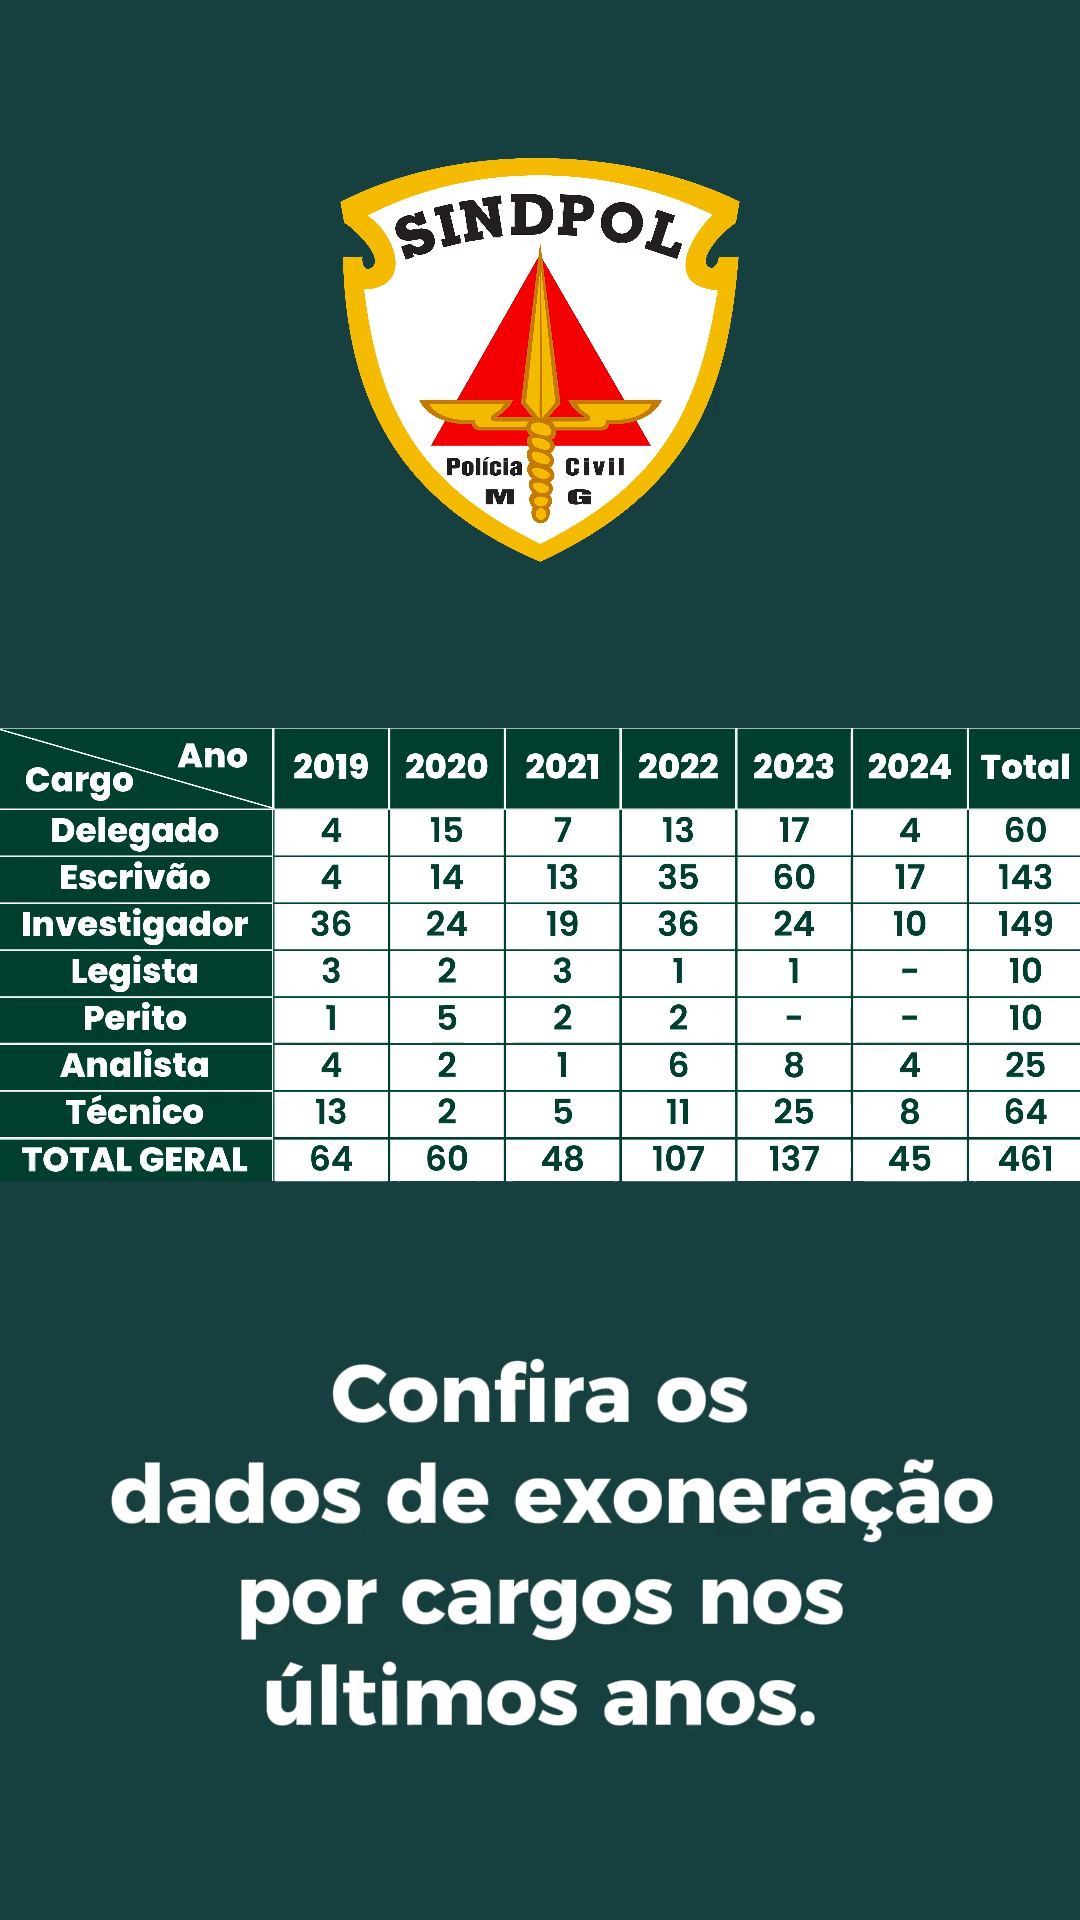 SINDPOL
Polícia Civil
M G
Ano
Cargo 2019 2020 2021 2022 2023 2024 Total
Delegado 4 15 7 13 17 4 60
Escrivão 4 14 13 35 60 17 143
Investigador 36 24 19 36 24 10 149
Legista 3 2 3 1 1 - 10
Perito 1 5 2 2 - - 10
Analista 4 2 1 6 8 4 25
Técnico 13 2 5 11 25 8 64
TOTAL GERAL 64 60 48 107 137 45 461
Confira os
dados de exoneração
por cargos nos
últimos anos.